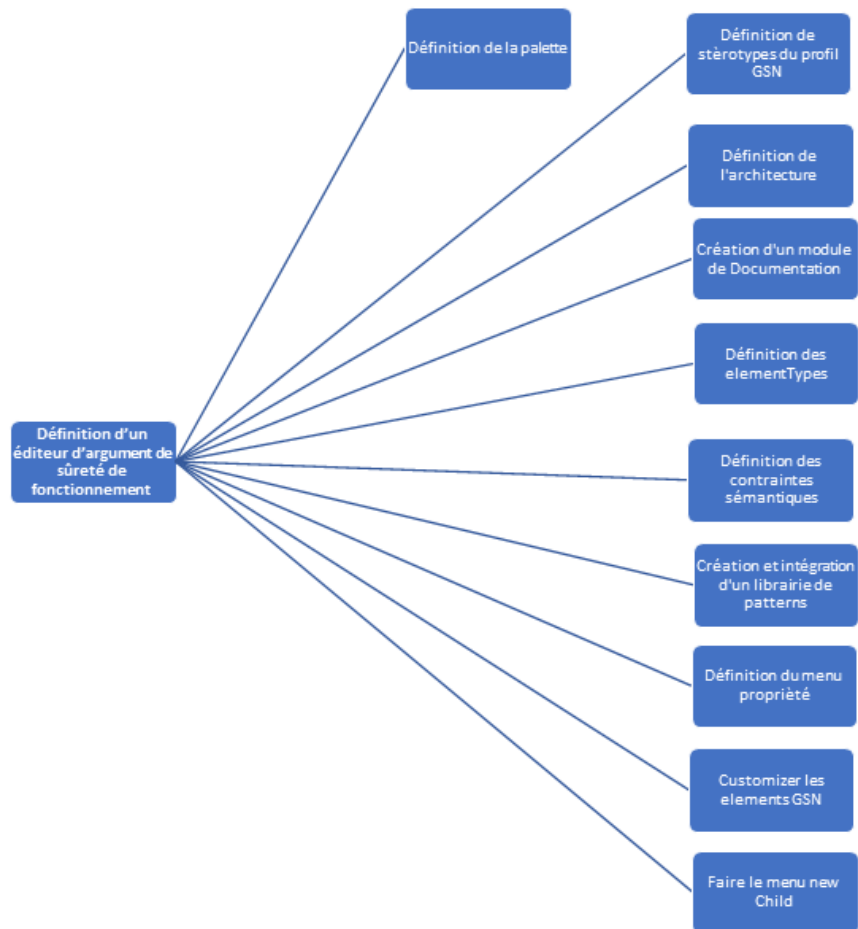 Définition de la palette
Définition de
stèrotypes du profil
GSN
Définition de
l'architecture
Création d'un module
de Documentation
Définition des
elementTypes
Définition d'un
éditeur d'argument de
sûreté de
fonctionnement
Définition des
contraintes
sémantiques
Création et intégration
d'un librairie de
patterns
Définition du menu
propriètè
Customizer les
elements GSN
Faire le menu new
Child